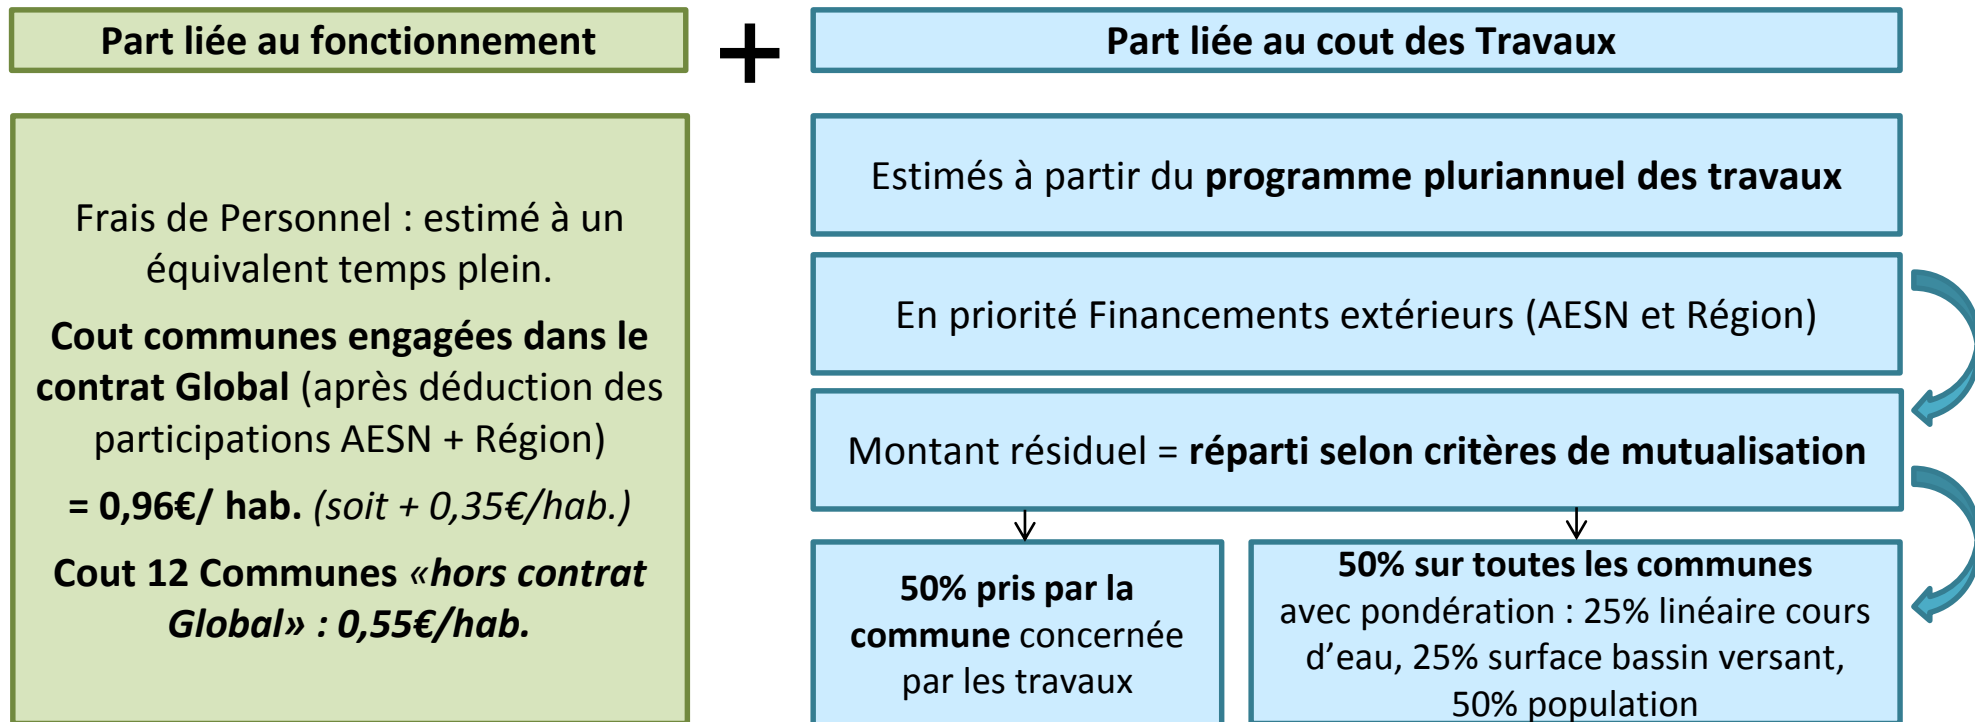 Part liée au fonctionnement
+
Part liée au cout des Travaux
Frais de Personnel : estimé à un
équivalent temps plein.
Cout communes engagées dans le
contrat Global (après déduction des
participations AESN + Région)
= 0,96€/ hab. (soit + 0,35€/hab.)
Cout 12 Communes «hors contrat
Global» : 0,55€/hab.
Estimés à partir du programme pluriannuel des travaux
En priorité Financements extérieurs (AESN et Région)
Montant résiduel = réparti selon critères de mutualisation
50% pris par la
commune concernée
par les travaux
50% sur toutes les communes
avec pondération : 25% linéaire cours
d’eau, 25% surface bassin versant,
50% population